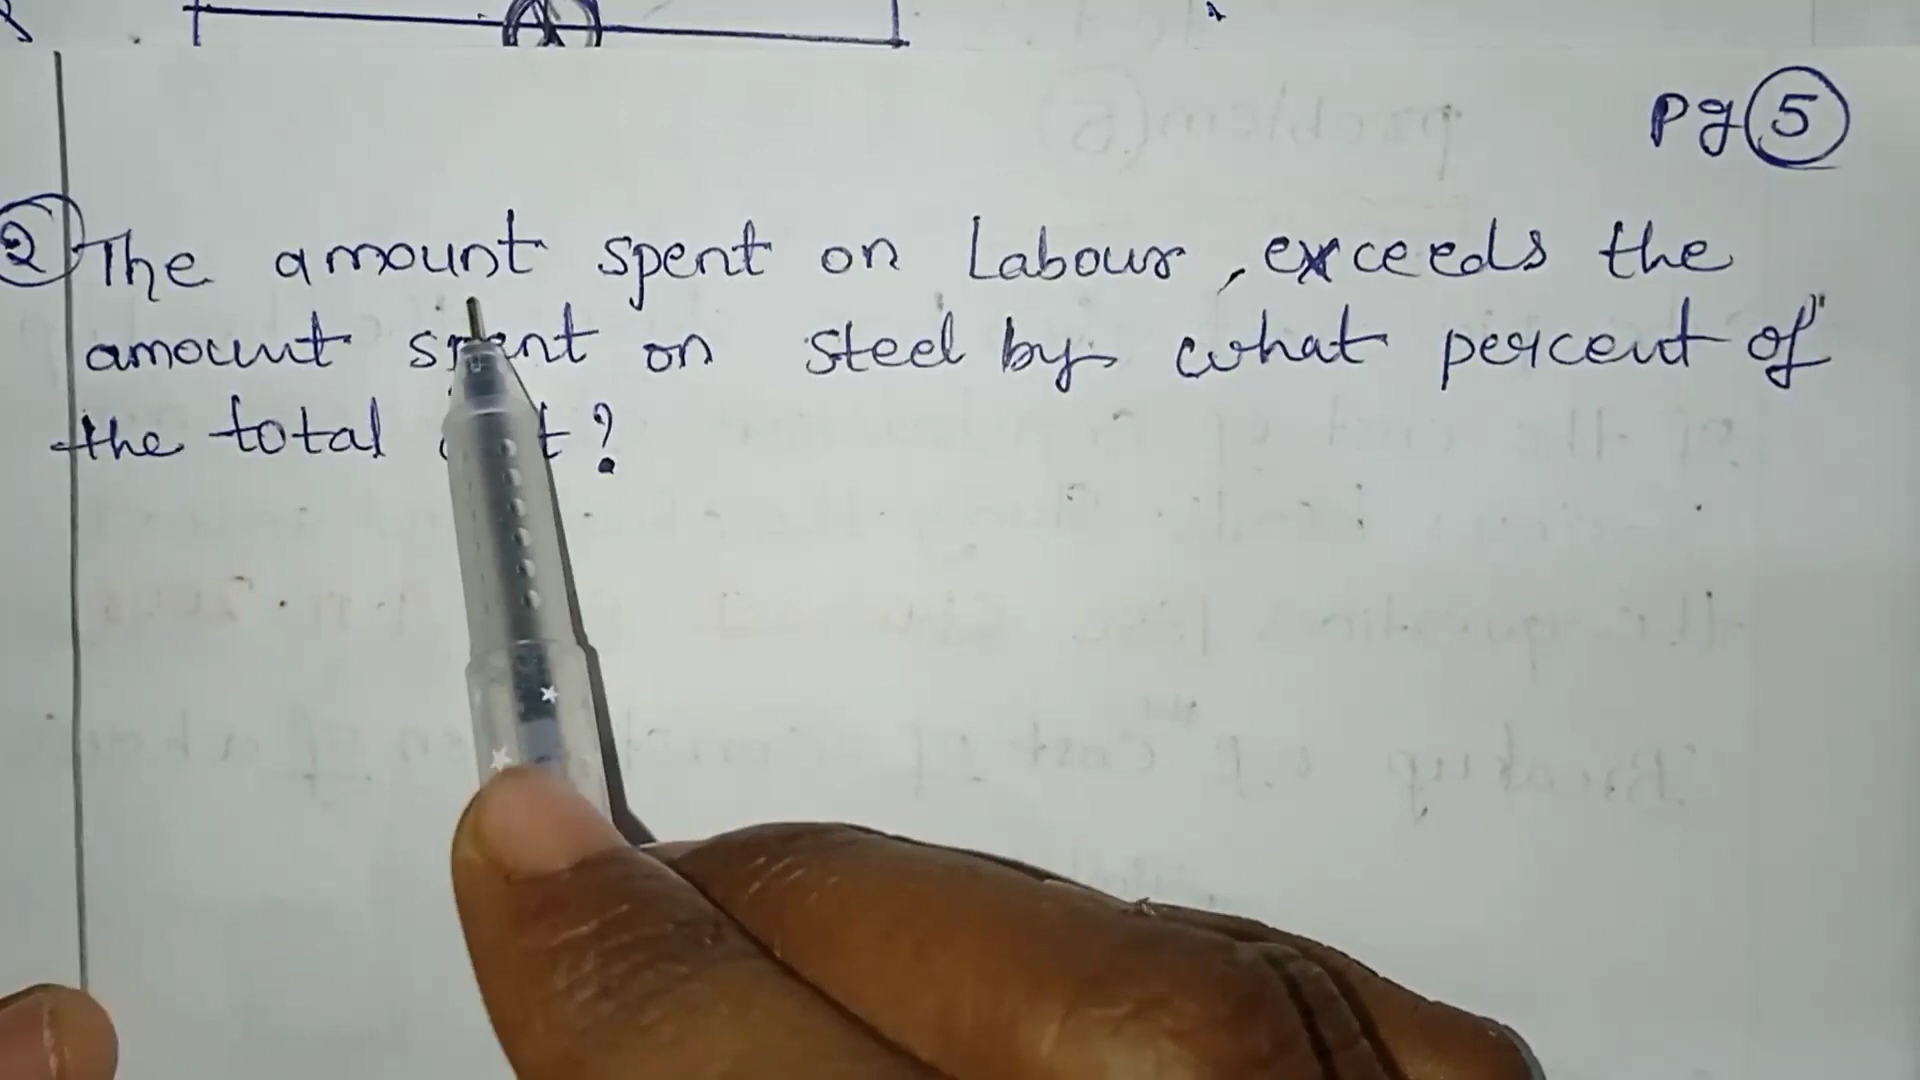 Pg 5
2 The amount spent on Labour, exceeds the
amount spent on steel by what percent of
the total ?